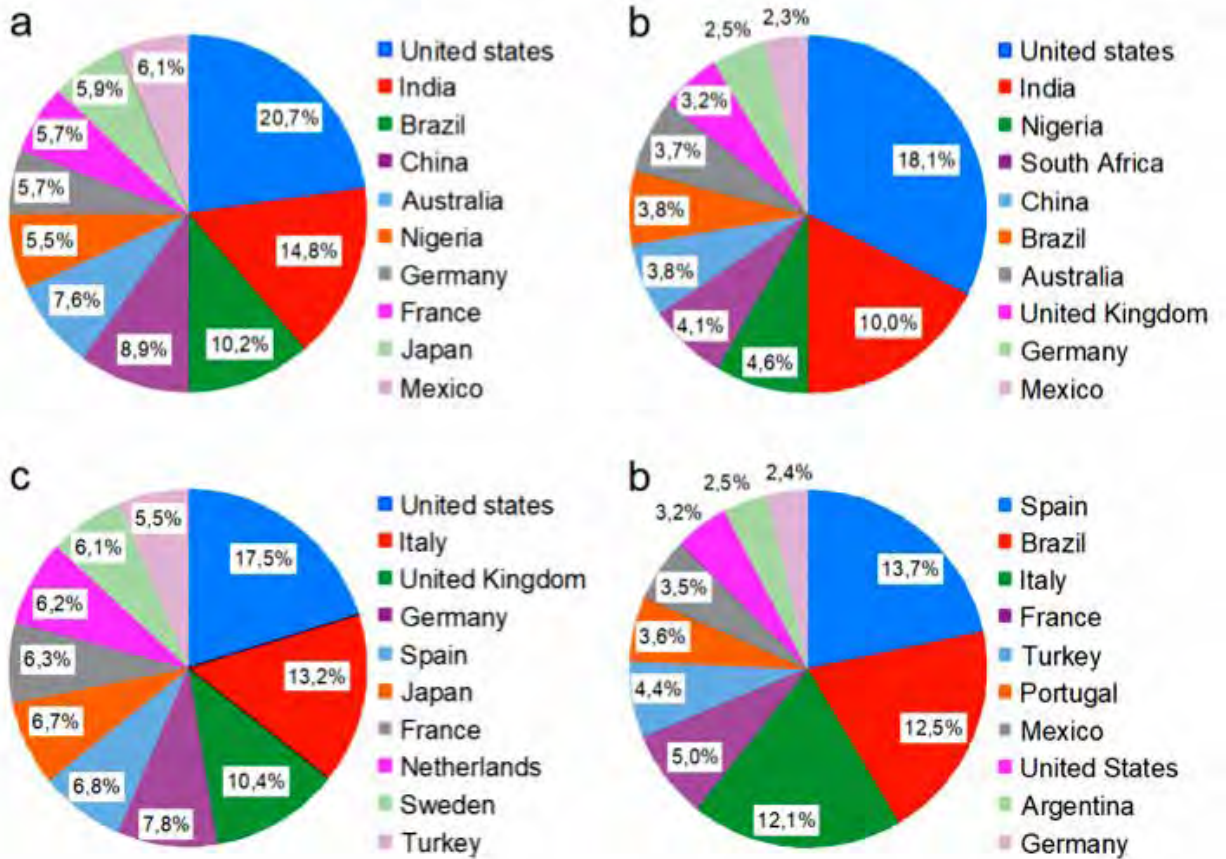 a
6,1%
5,9%
5,7%
5,7%
5,5%
7,6%
8,9%
10,2%
14,8%
20,7%
United states
India
Brazil
China
Australia
Nigeria
Germany
France
Japan
Mexico
b
2,3%
2,5%
3,2%
3,7%
3,8%
3,8%
4,1%
4,6%
10,0%
18,1%
United states
India
Nigeria
South Africa
China
Brazil
Australia
United Kingdom
Germany
Mexico
c
5,5%
6,1%
6,2%
6,3%
6,7%
6,8%
7,8%
10,4%
13,2%
17,5%
United states
Italy
United Kingdom
Germany
Spain
Japan
France
Netherlands
Sweden
Turkey
b
2,4%
2,5%
3,2%
3,5%
3,6%
4,4%
5,0%
12,1%
12,5%
13,7%
Spain
Brazil
Italy
France
Turkey
Portugal
Mexico
United States
Argentina
Germany